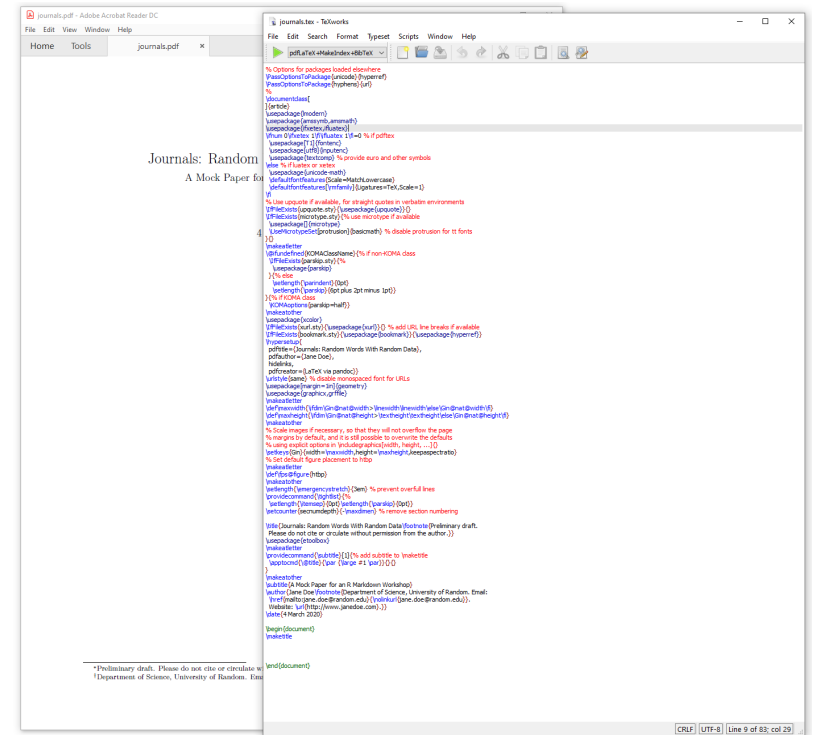 journals.pdf - Adobe Acrobat Reader DC
File Edit View Window Help
Home Tools journals.pdf ×
Journals: Random
A Mock Paper fo
4
*Preliminary draft. Please do not cite or circulate w
†Department of Science, University of Random. Ema
journals.tex - TeXworks
File Edit Search Format Typeset Scripts Window Help
pdfLaTeX+MakeIndex+BibTeX
% Options for packages loaded elsewhere
\PassOptionsToPackage{unicode}{hyperref}
\PassOptionsToPackage{hyphens}{url}
%
\documentclass[
]{article}
\usepackage{lmodern}
\usepackage{amssymb,amsmath}
\usepackage{ifxetex,ifluatex}
\ifnum 0\ifxetex 1\fi\ifluatex 1\fi=0 % if pdftex
\usepackage[T1]{fontenc}
\usepackage[utf8]{inputenc}
\usepackage{textcomp} % provide euro and other symbols
\else % if luatex or xetex
\usepackage{unicode-math}
\defaultfontfeatures{Scale=MatchLowercase}
\defaultfontfeatures[\rmfamily]{Ligatures=TeX,Scale=1}
\fi
% Use upquote if available, for straight quotes in verbatim environments
\IfFileExists{upquote.sty}{\usepackage{upquote}}{}
\IfFileExists{microtype.sty}{% use microtype if available
\usepackage[]{microtype}
\UseMicrotypeSet[protrusion]{basicmath} % disable protrusion for tt fonts
}{}
\makeatletter
\@ifundefined{KOMAClassName}{% if non-KOMA class
\IfFileExists{parskip.sty}{%
\usepackage{parskip}
}{% else
\setlength{\parindent}{0pt}
\setlength{\parskip}{6pt plus 2pt minus 1pt}}
}{% if KOMA class
\KOMAoptions{parskip=half}}
\makeatother
\usepackage{xcolor}
\IfFileExists{xurl.sty}{\usepackage{xurl}}{} % add URL line breaks if available
\IfFileExists{bookmark.sty}{\usepackage{bookmark}}{\usepackage{hyperref}}
\hypersetup{
pdftitle={Journals: Random Words With Random Data},
pdfauthor={Jane Doe},
hidelinks,
pdfcreator={LaTeX via pandoc}}
\urlstyle{same} % disable monospaced font for URLs
\usepackage[margin=1in]{geometry}
\usepackage{graphicx,grffile}
\makeatletter
\def\maxwidth{\ifdim\Gin@nat@width>\linewidth\linewidth\else\Gin@nat@width\fi}
\def\maxheight{\ifdim\Gin@nat@height>\textheight\textheight\else\Gin@nat@height\fi}
\makeatother
% Scale images if necessary, so that they will not overflow the page
% margins by default, and it is still possible to overwrite the defaults
% using explicit options in \includegraphics[width, height, ...]{}
\setkeys{Gin}{width=\maxwidth,height=\maxheight,keepaspectratio}
% Set default figure placement to htbp
\makeatletter
\def\fps@figure{htbp}
\makeatother
\setlength{\emergencystretch}{3em} % prevent overfull lines
\providecommand{\tightlist}{%
\setlength{\itemsep}{0pt}\setlength{\parskip}{0pt}}
\setcounter{secnumdepth}{-\maxdimen} % remove section numbering
\title{Journals: Random Words With Random Data\footnote{Preliminary draft.
Please do not cite or circulate without permission from the author.}}
\usepackage{etoolbox}
\makeatletter
\providecommand{\subtitle}[1]{% add subtitle to \maketitle
\apptocmd{\@title}{\par {\large #1 \par}}{}{}
}
\makeatother
\subtitle{A Mock Paper for an R Markdown Workshop}
\author{Jane Doe\footnote{Department of Science, University of Random. Email:
\href{mailto:jane.doe@random.edu}{\nolinkurl{jane.doe@random.edu}}.
Website: \url{http://www.janedoe.com}.}}
\date{4 March 2020}
\begin{document}
\maketitle
\end{document}
CRLF UTF-8 Line 9 of 83; col 29